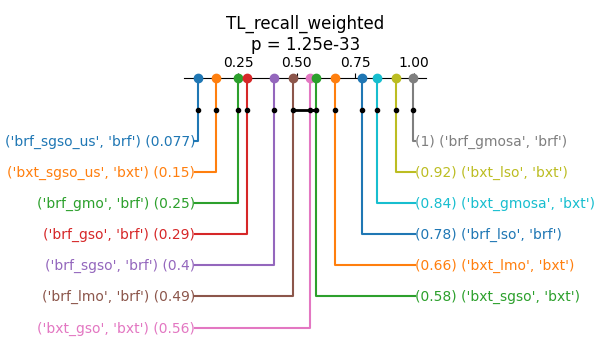 TL_recall_weighted
p = 1.25e-33
0.25 0.50 0.75 1.00
('brf_sgso_us', 'brf') (0.077)
(1) ('brf_gmosa', 'brf')
('bxt_sgso_us', 'bxt') (0.15)
(0.92) ('bxt_lso', 'bxt')
('brf_gmo', 'brf') (0.25)
(0.84) ('bxt_gmosa', 'bxt')
('brf_gso', 'brf') (0.29)
(0.78) ('brf_lso', 'brf')
('brf_sgso', 'brf') (0.4)
(0.66) ('bxt_lmo', 'bxt')
('brf_lmo', 'brf') (0.49)
(0.58) ('bxt_sgso', 'bxt')
('bxt_gso', 'bxt') (0.56)